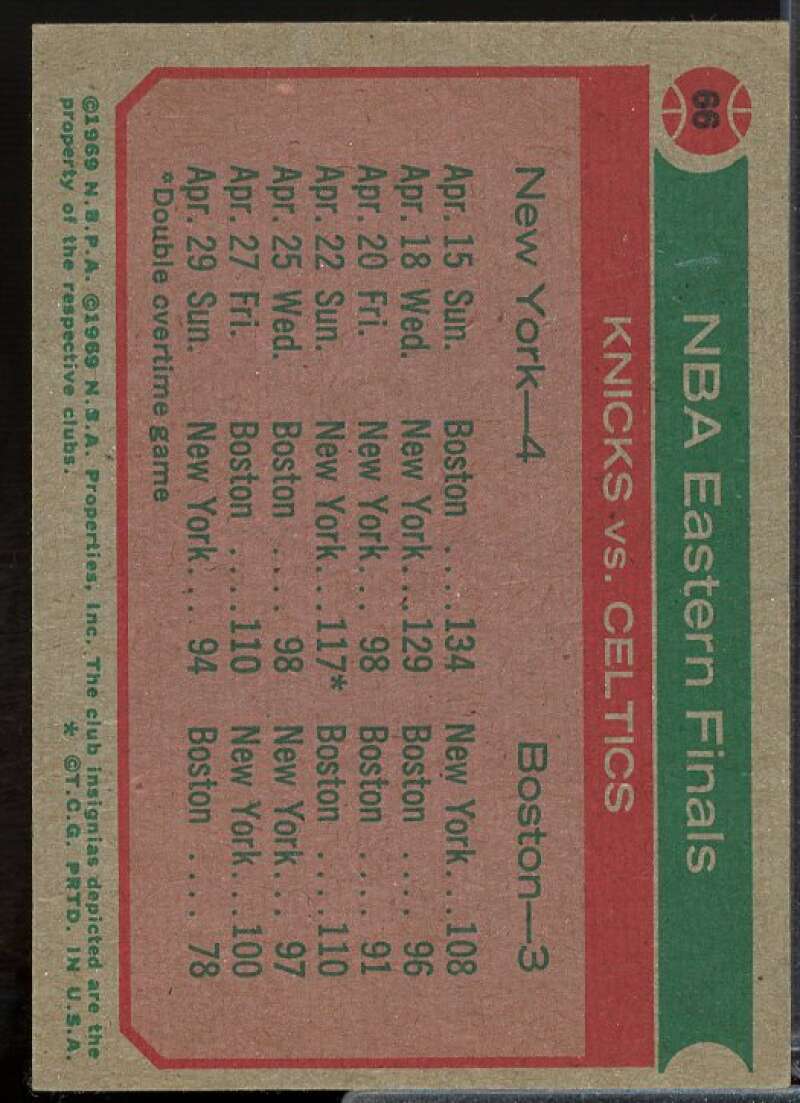 66
NBA Eastern Finals
KNICKS vs. CELTICS
New York—4 Boston—3
Apr. 15 Sun. Boston ....134 New York...108
Apr. 18 Wed. New York...129 Boston .... 96
Apr. 20 Fri. New York... 98 Boston .... 91
Apr. 22 Sun. New York...117* Boston ....110
Apr. 25 Wed. Boston .... 98 New York... 97
Apr. 27 Fri. Boston ....110 New York...100
Apr. 29 Sun. New York... 94 Boston .... 78
*Double overtime game
©1969 N.B.P.A. ©1969 N.B.A. Properties, Inc. The club insignias depicted are the
property of the respective clubs. * ©T.C.G. PRTD. IN U.S.A.